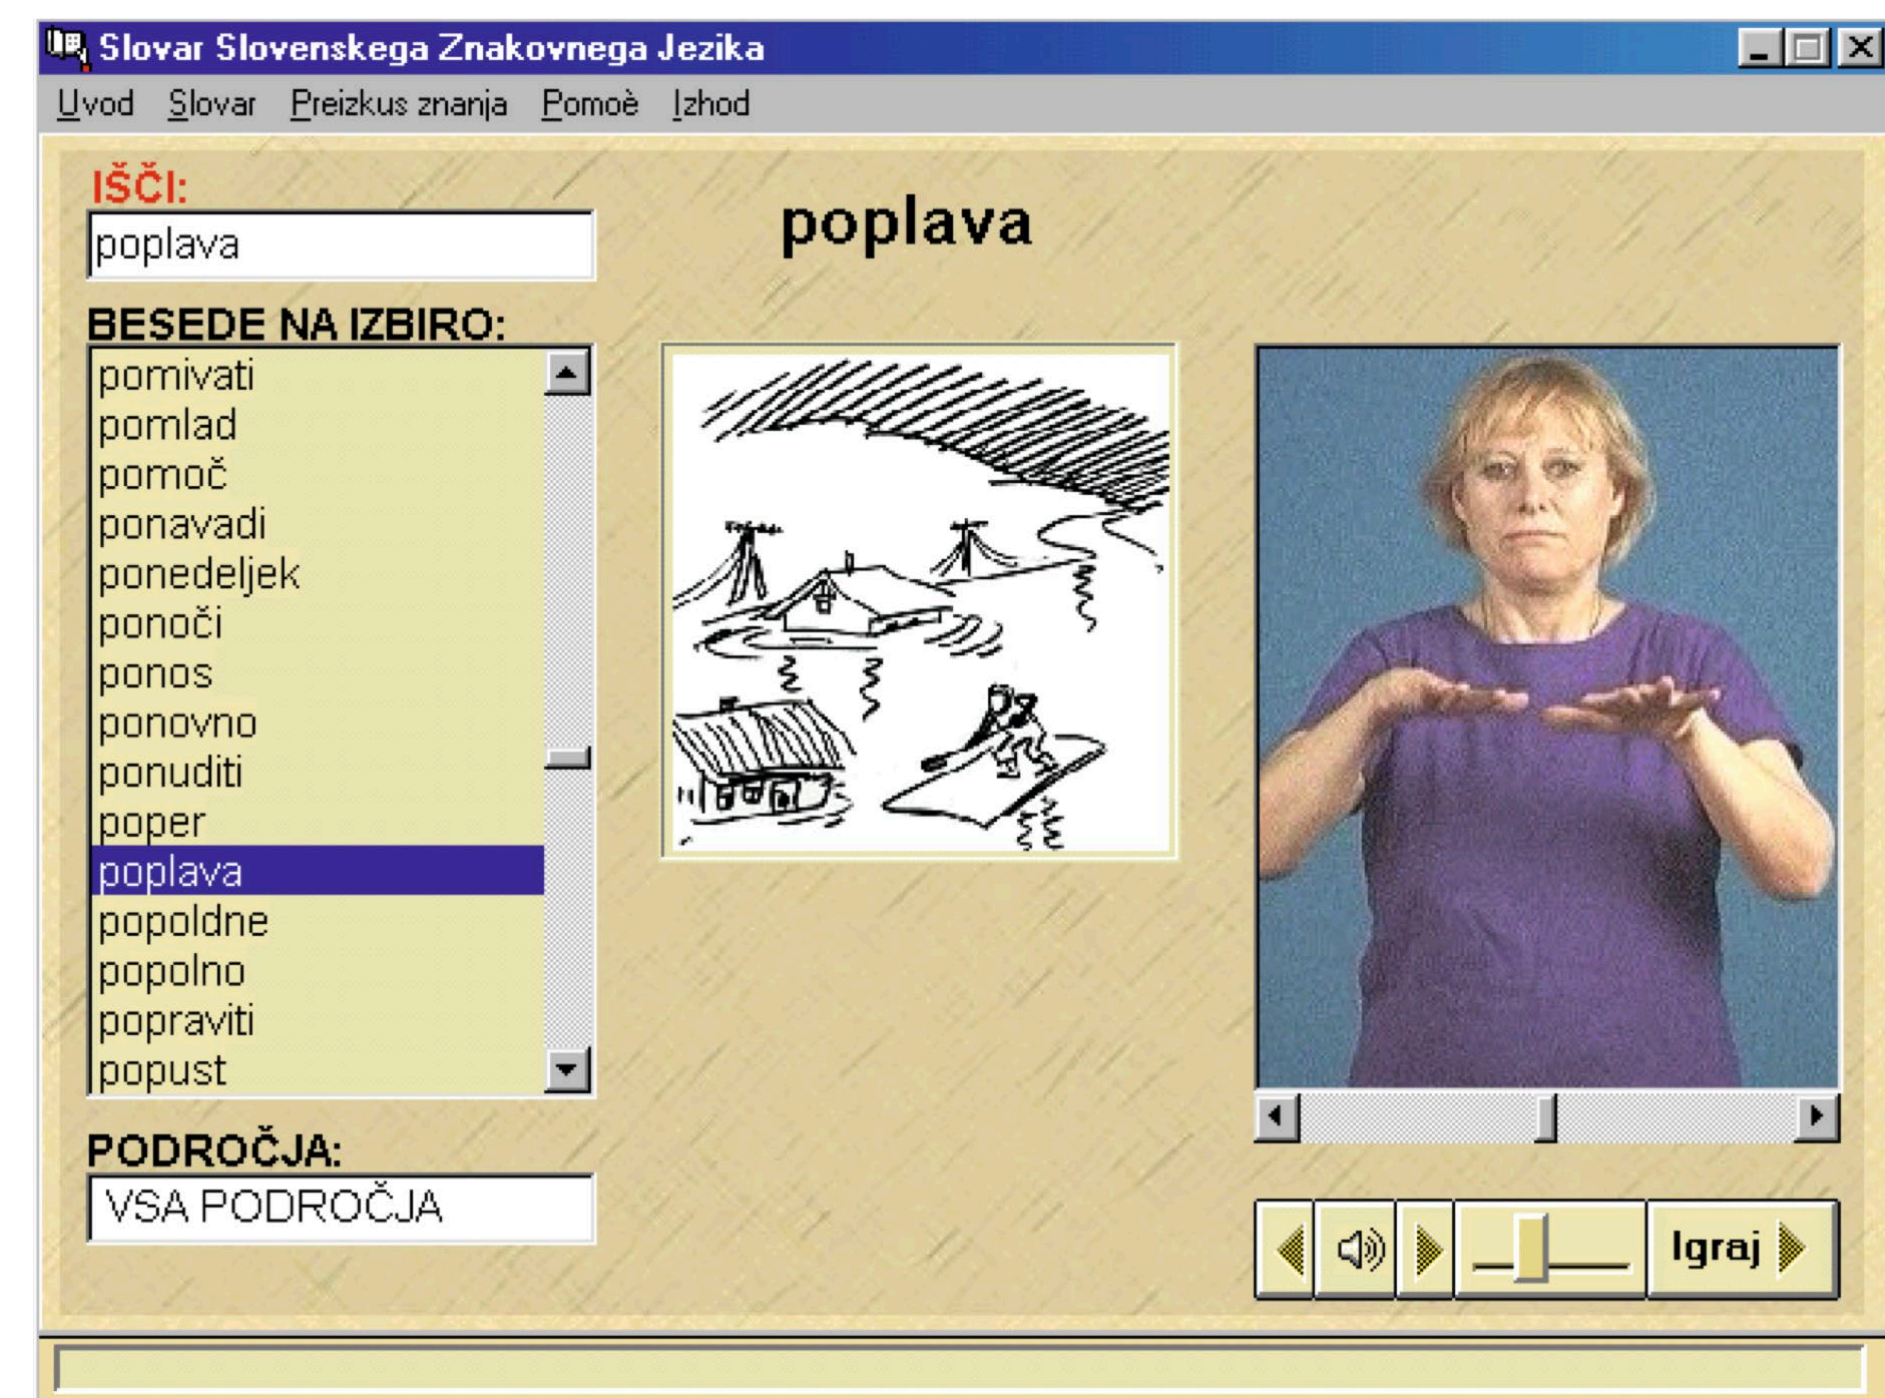 Slovar Slovenskega Znakovnega Jezika
Uvod Slovar Preizkus znanja Pomoè Izhod
IŠČI:
poplava
poplava
BESEDE NA IZBIRO:
pomivati
pomlad
pomoč
ponavadi
ponedeljek
ponoči
ponos
ponovno
ponuditi
poper
poplava
popoldne
popolno
popraviti
popust
PODROČJA:
VSA PODROČJA
Igraj